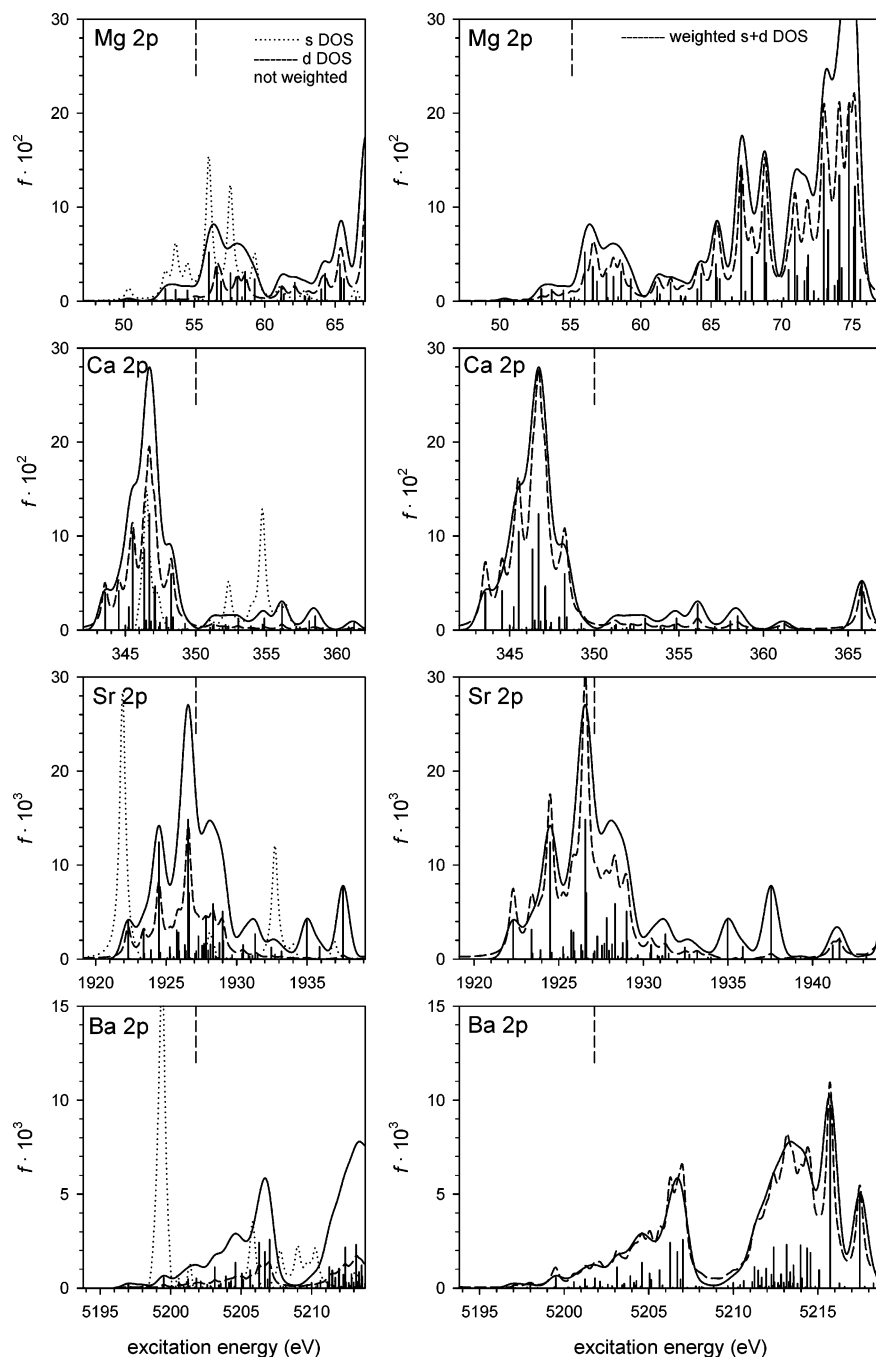 Mg 2p
s DOS
d DOS
not weighted
f · 10²
30
20
10
0
50 55 60 65
Mg 2p
weighted s+d DOS
f · 10²
30
20
10
0
50 55 60 65 70 75
Ca 2p
f · 10²
30
20
10
0
345 350 355 360
Ca 2p
f · 10²
30
20
10
0
345 350 355 360 365
Sr 2p
f · 10³
30
20
10
0
1920 1925 1930 1935
Sr 2p
f · 10³
30
20
10
0
1920 1925 1930 1935 1940
Ba 2p
f · 10³
15
10
5
0
5195 5200 5205 5210
excitation energy (eV)
Ba 2p
f · 10³
15
10
5
0
5195 5200 5205 5210 5215
excitation energy (eV)